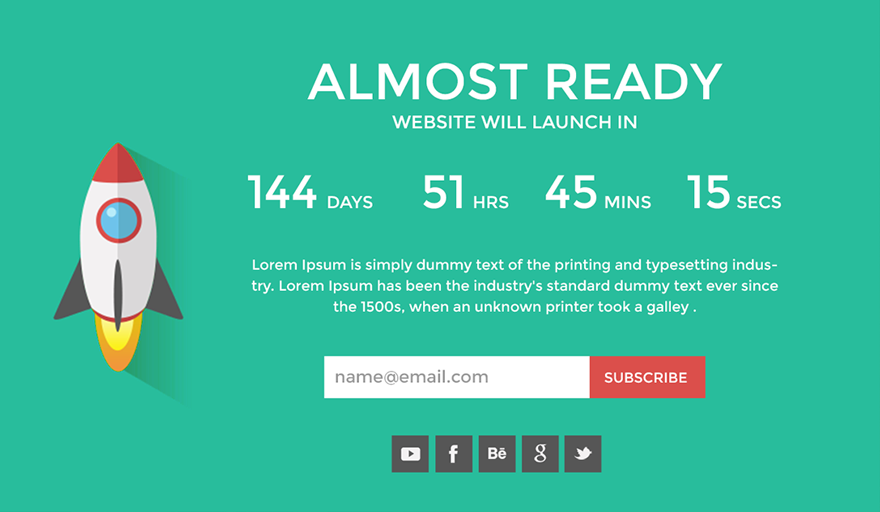 ALMOST READY
WEBSITE WILL LAUNCH IN
144 DAYS 51 HRS 45 MINS 15 SECS
Lorem Ipsum is simply dummy text of the printing and typesetting indus-
try. Lorem Ipsum has been the industry's standard dummy text ever since
the 1500s, when an unknown printer took a galley .
name@email.com SUBSCRIBE
f Bē g